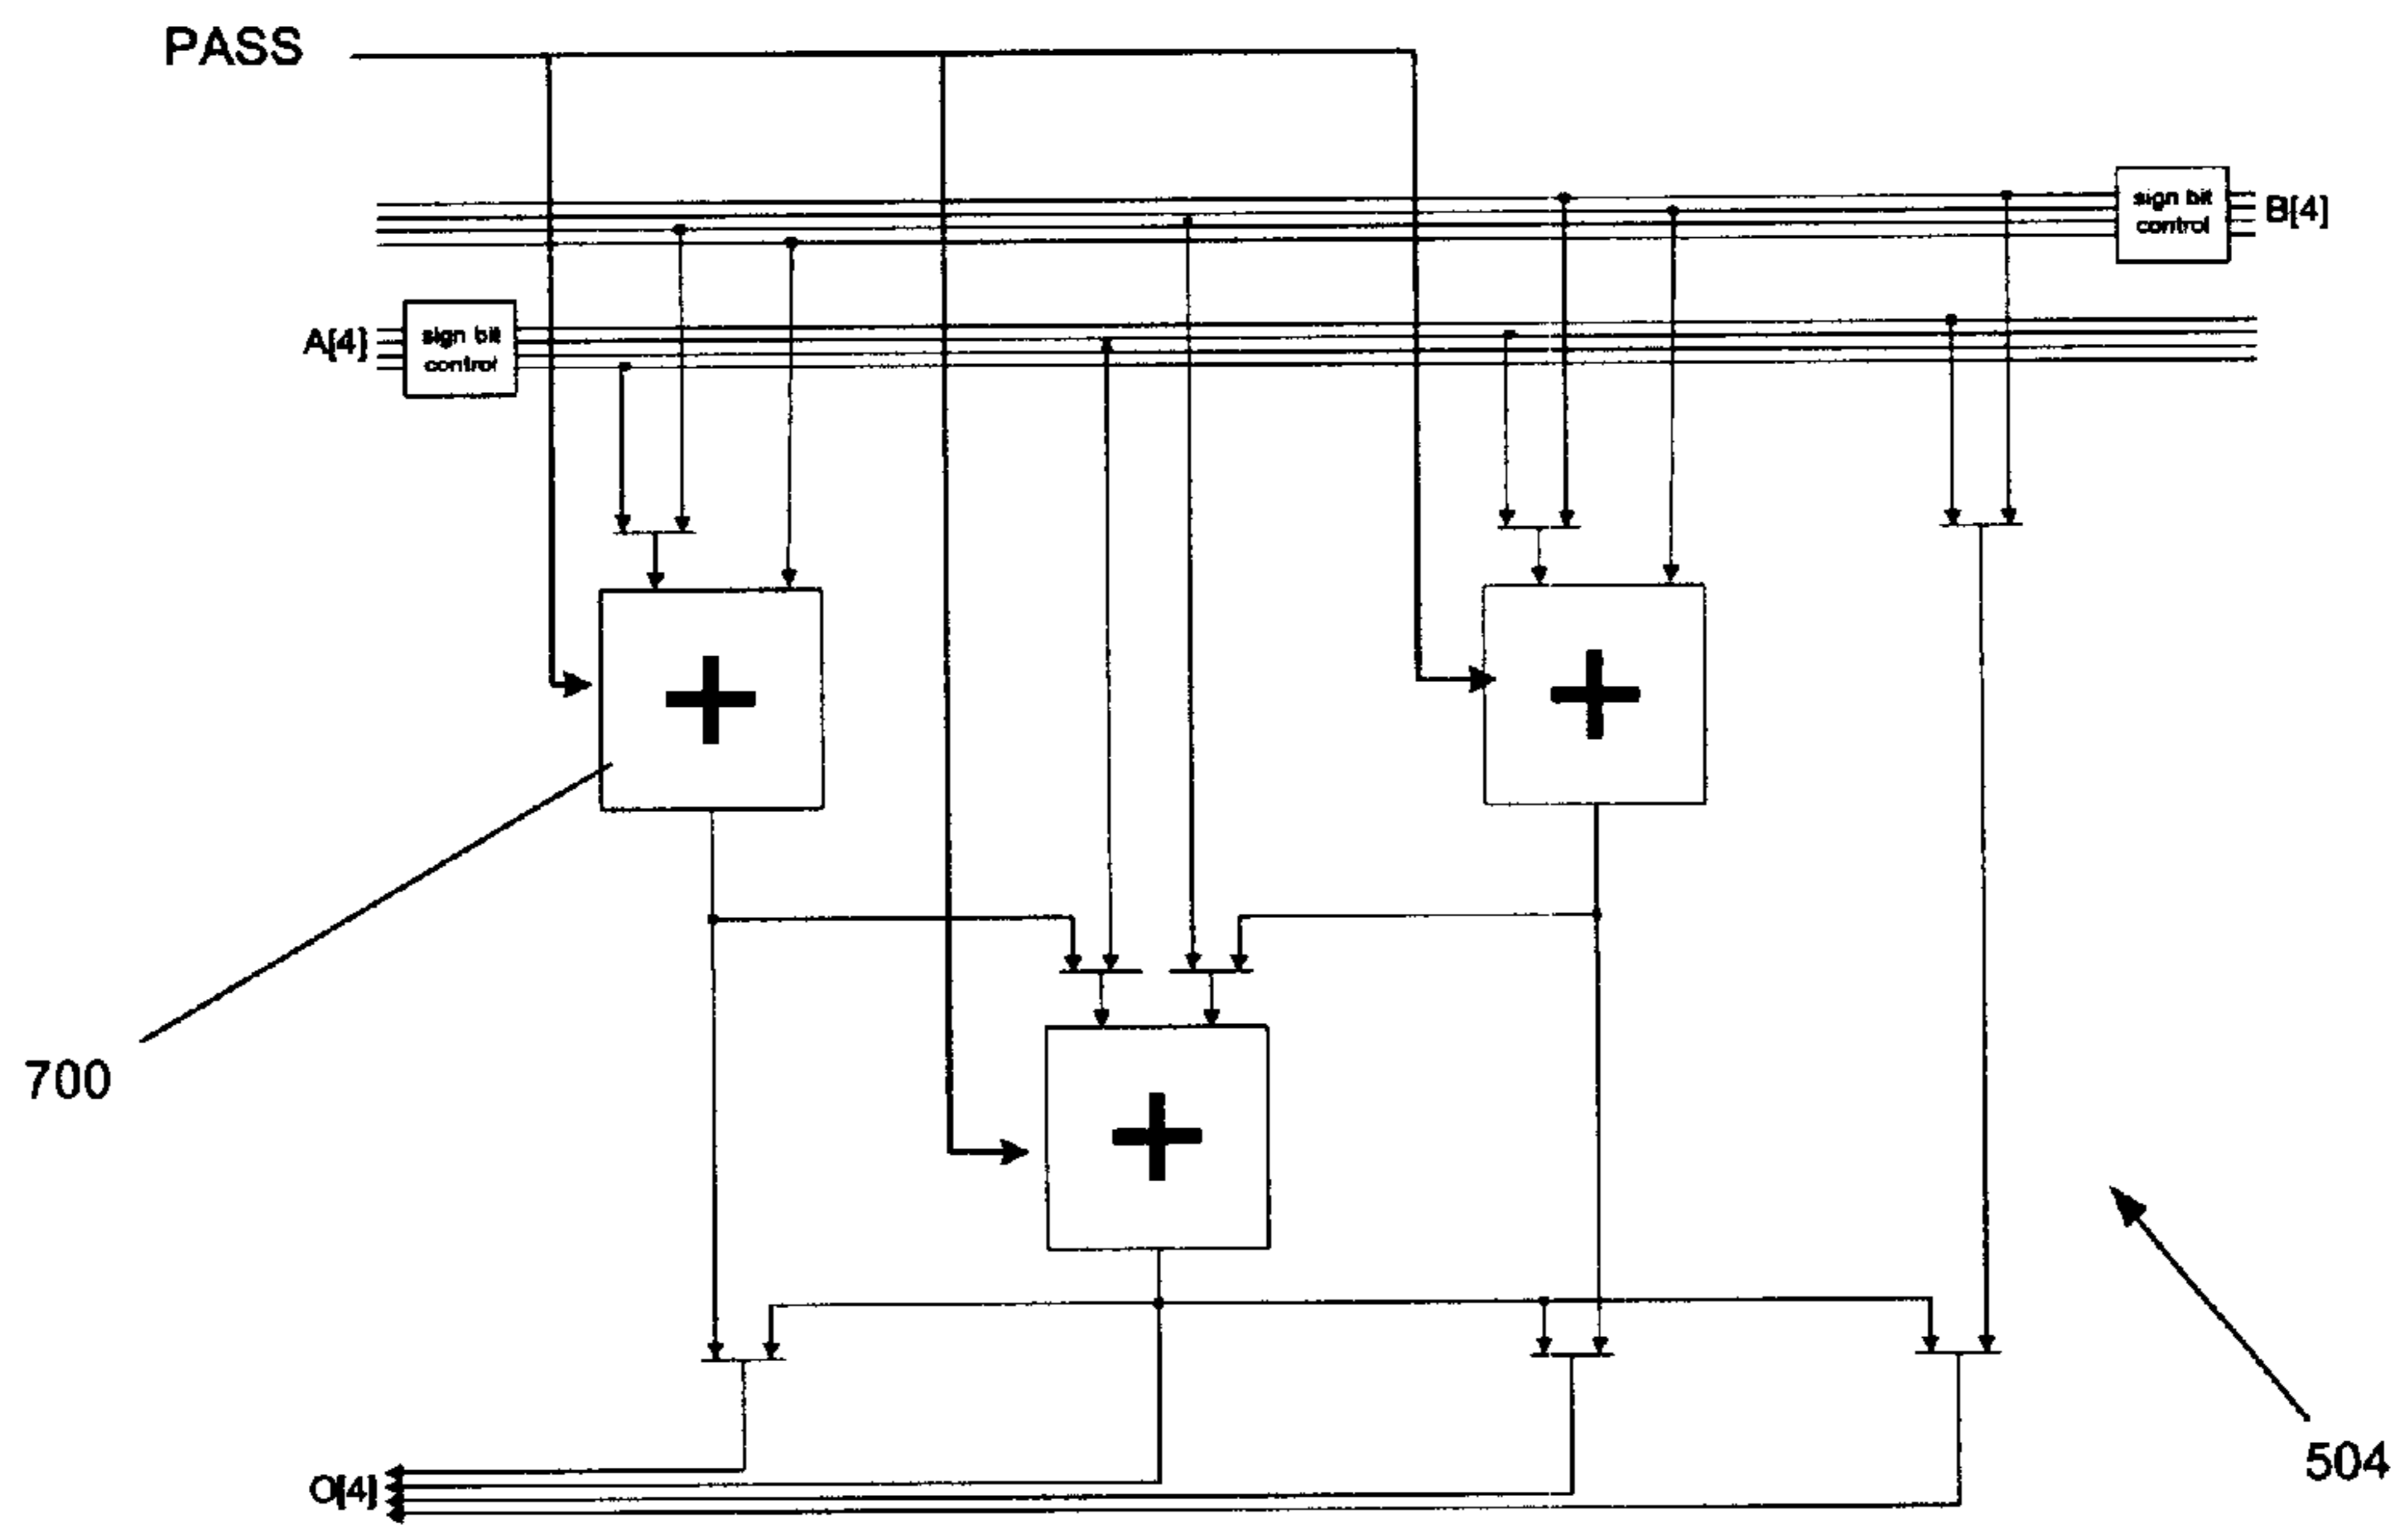 PASS
sign bit
control
B[4]
A[4]
sign bit
control
+
+
700
+
504
O[4]